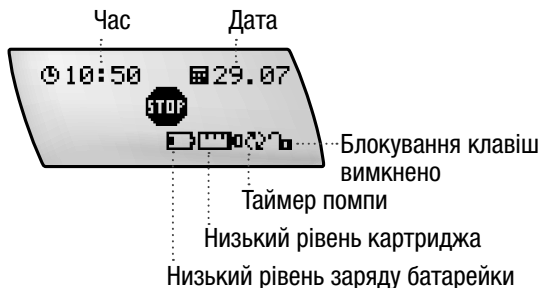 Час Дата
10:50 29.07
STOP
Блокування клавіш
вимкнено
Таймер помпи
Низький рівень картриджа
Низький рівень заряду батарейки